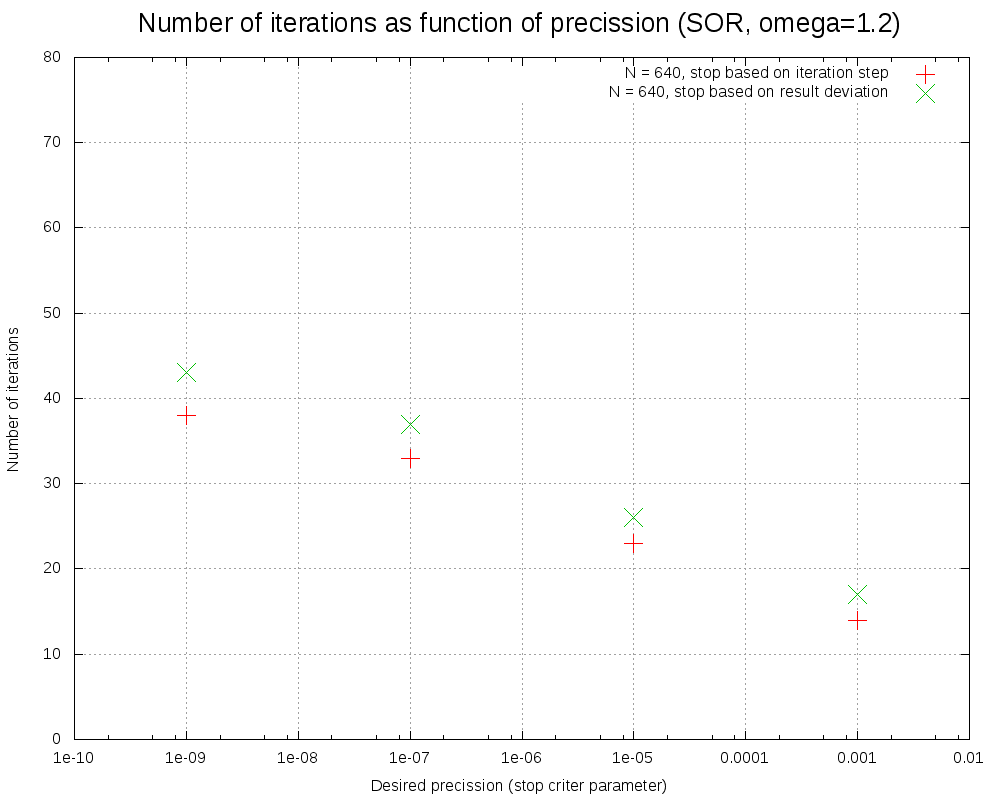 Number of iterations as function of precission (SOR, omega=1.2)
80
70
60
50
40
30
20
10
0
N = 640, stop based on iteration step
N = 640, stop based on result deviation
Number of iterations
1e-10 1e-09 1e-07 1e-06 1e-05 0.0001 0.001 0.01
Desired precission (stop criter parameter)